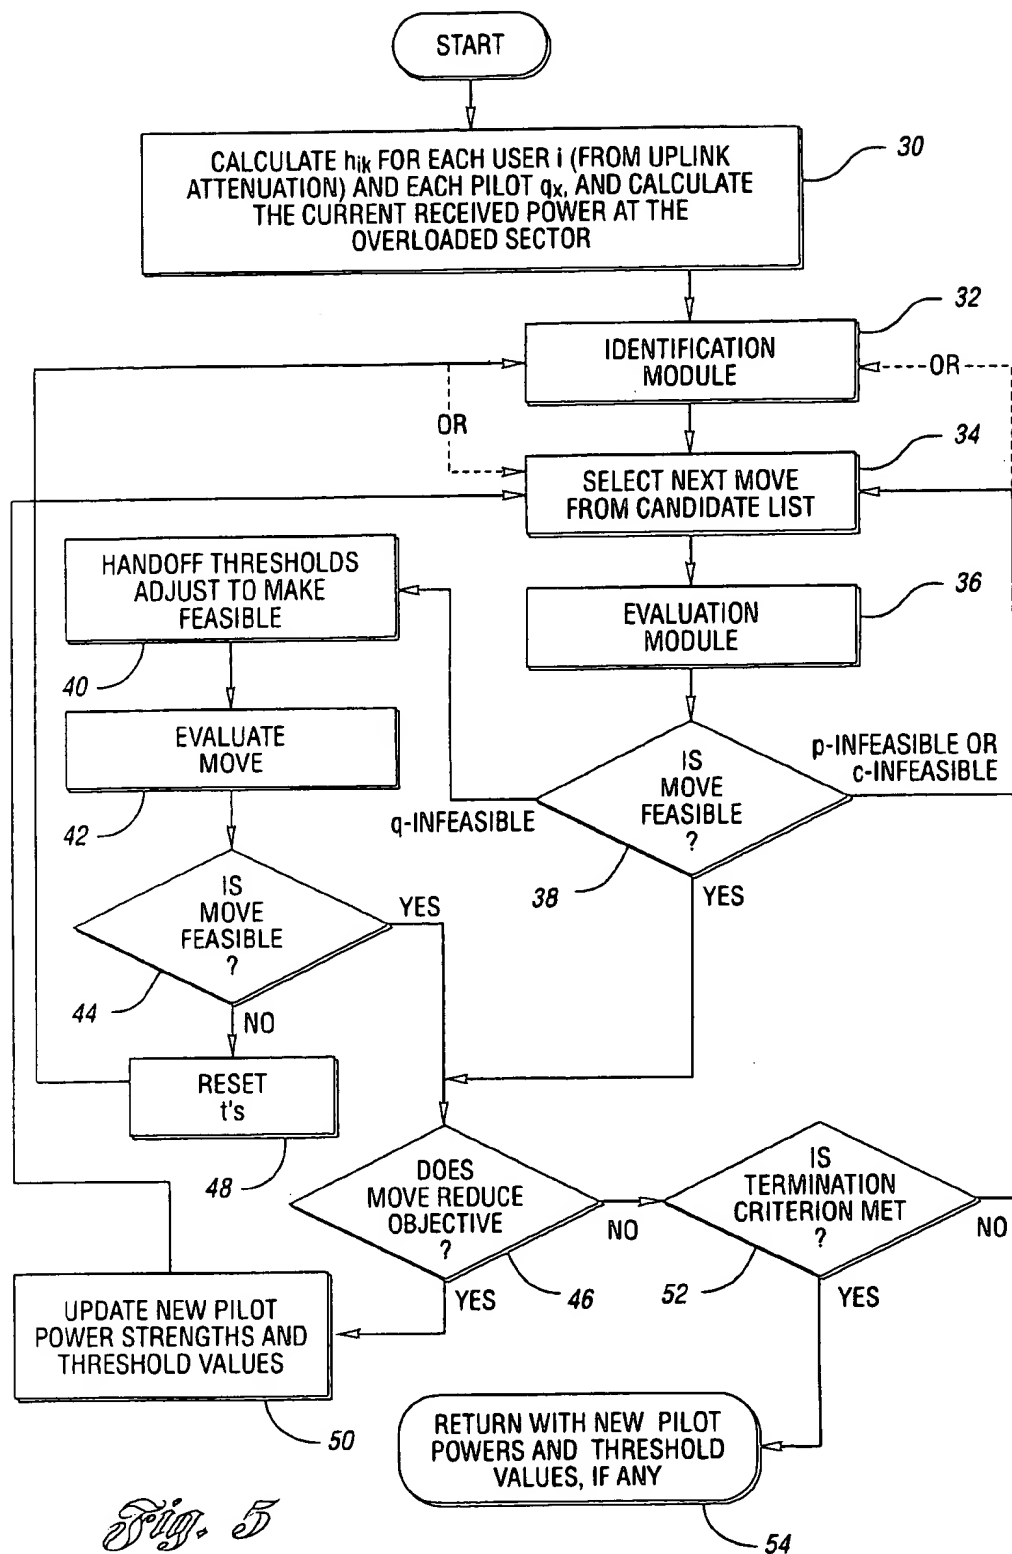 START
CALCULATE hik FOR EACH USER i (FROM UPLINK
ATTENUATION) AND EACH PILOT qx, AND CALCULATE
THE CURRENT RECEIVED POWER AT THE
OVERLOADED SECTOR
30
32
IDENTIFICATION
MODULE
OR
OR
34
SELECT NEXT MOVE
FROM CANDIDATE LIST
HANDOFF THRESHOLDS
ADJUST TO MAKE
FEASIBLE
40
36
EVALUATION
MODULE
EVALUATE
MOVE
42
IS
MOVE
FEASIBLE
?
38
p-INFEASIBLE OR
c-INFEASIBLE
q-INFEASIBLE
YES
IS
MOVE
FEASIBLE
?
44
YES
NO
RESET
t's
48
DOES
MOVE REDUCE
OBJECTIVE
?
46
NO
YES
IS
TERMINATION
CRITERION MET
?
52
NO
YES
UPDATE NEW PILOT
POWER STRENGTHS AND
THRESHOLD VALUES
50
RETURN WITH NEW PILOT
POWERS AND THRESHOLD
VALUES, IF ANY
54
Fig. 5